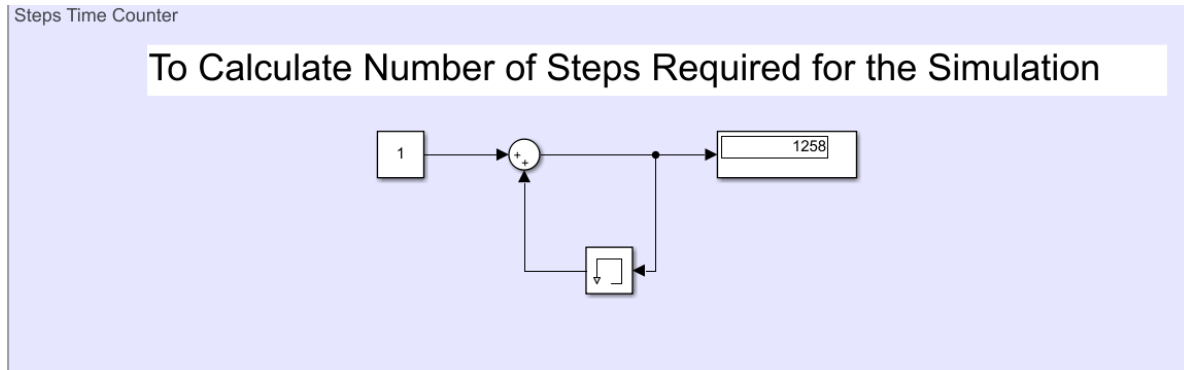 Steps Time Counter
To Calculate Number of Steps Required for the Simulation
1
+
+
1258